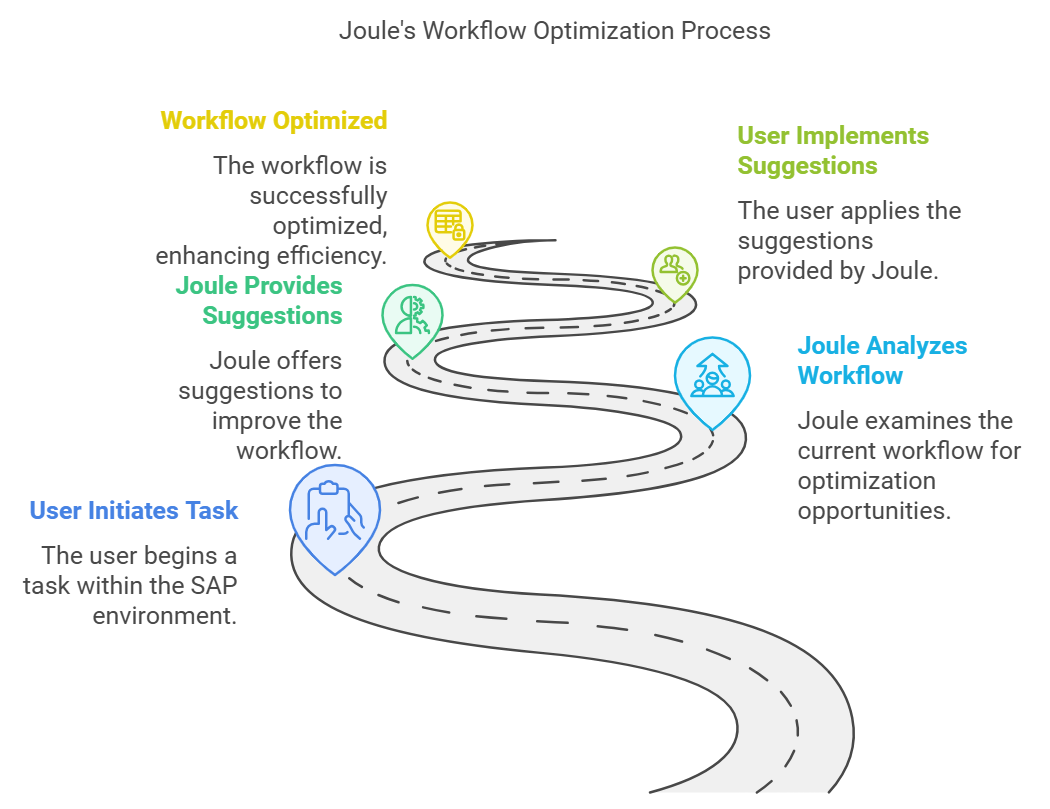 Joule's Workflow Optimization Process
Workflow Optimized
The workflow is
successfully
optimized,
enhancing efficiency.
User Implements
Suggestions
The user applies the
suggestions
provided by Joule.
Joule Provides
Suggestions
Joule offers
suggestions to
improve the
workflow.
Joule Analyzes
Workflow
Joule examines the
current workflow for
optimization
opportunities.
User Initiates Task
The user begins a
task within the SAP
environment.